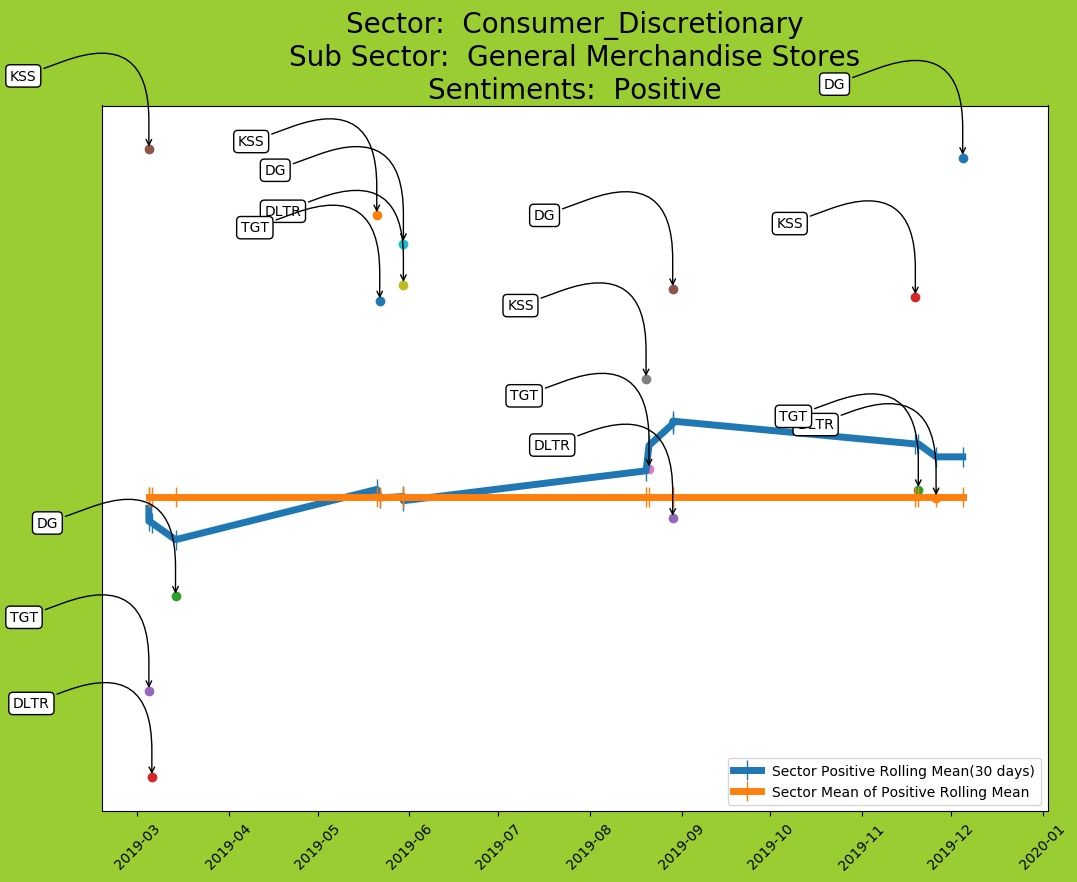 Sector:  Consumer_Discretionary
Sub Sector:  General Merchandise Stores
Sentiments:  Positive
KSS
DG
KSS
DG
DLTR
TGT
DG
KSS
KSS
TGT
TGT
DLTR
DLTR
DG
TGT
DLTR
Sector Positive Rolling Mean(30 days)
Sector Mean of Positive Rolling Mean
2019-03
2019-04
2019-05
2019-06
2019-07
2019-08
2019-09
2019-10
2019-11
2019-12
2020-01